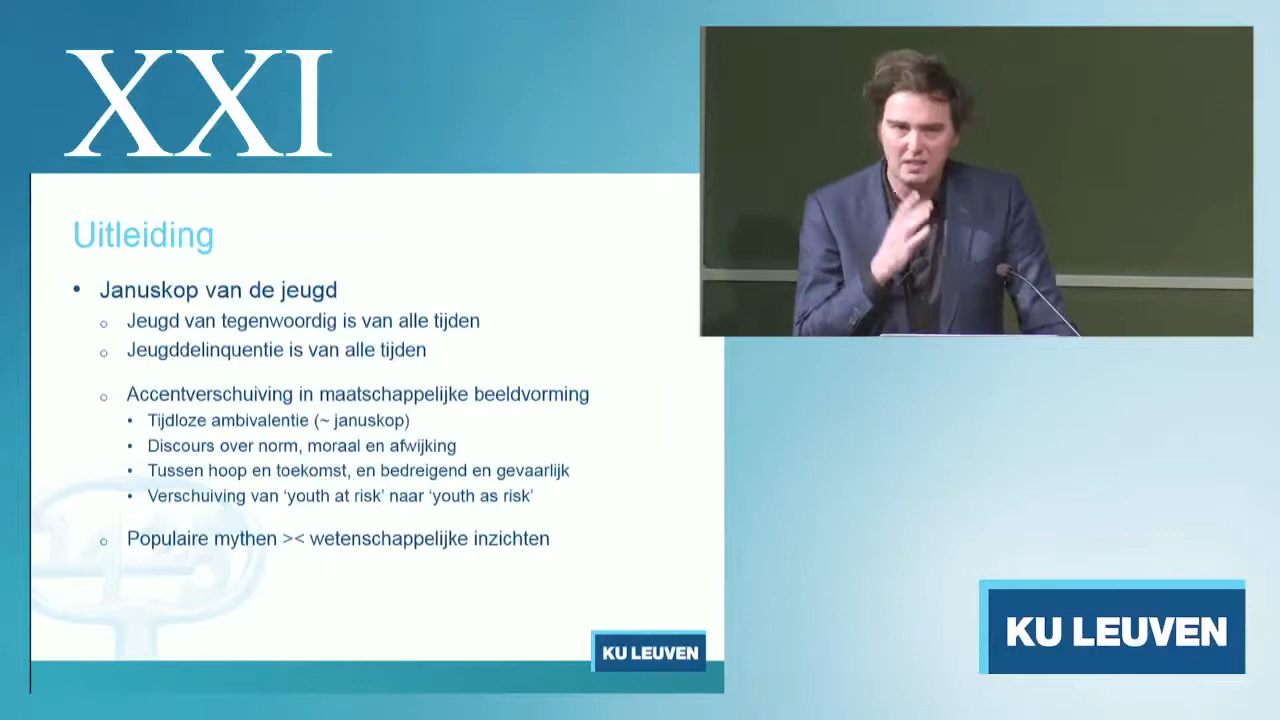 XXI
Uitleiding
• Januskop van de jeugd
o Jeugd van tegenwoordig is van alle tijden
o Jeugddelinquentie is van alle tijden
o Accentverschuiving in maatschappelijke beeldvorming
• Tijdloze ambivalentie (~ januskop)
• Discours over norm, moraal en afwijking
• Tussen hoop en toekomst, en bedreigend en gevaarlijk
• Verschuiving van ‘youth at risk’ naar ‘youth as risk’
o Populaire mythen >< wetenschappelijke inzichten
KU LEUVEN
KU LEUVEN